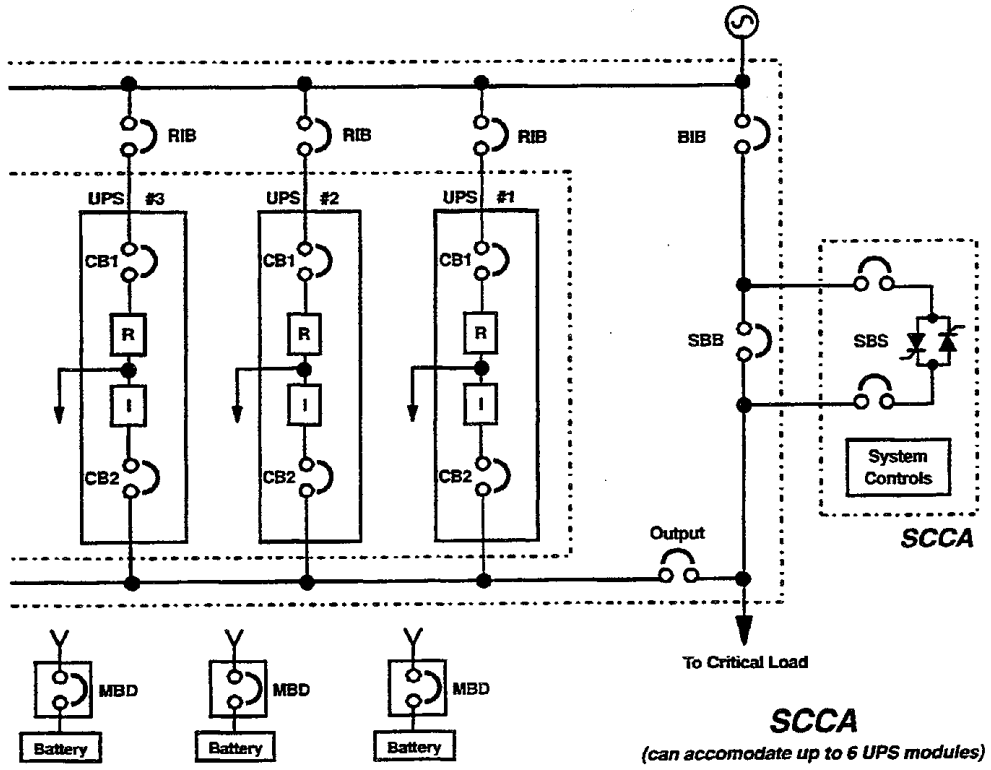 S
RIB
RIB
RIB
BIB
UPS #3
UPS #2
UPS #1
CB1
CB1
CB1
R
R
R
SBB
SBS
I
I
I
CB2
CB2
CB2
System
Controls
SCCA
Output
To Critical Load
MBD
MBD
MBD
Battery
Battery
Battery
SCCA
(can accomodate up to 6 UPS modules)